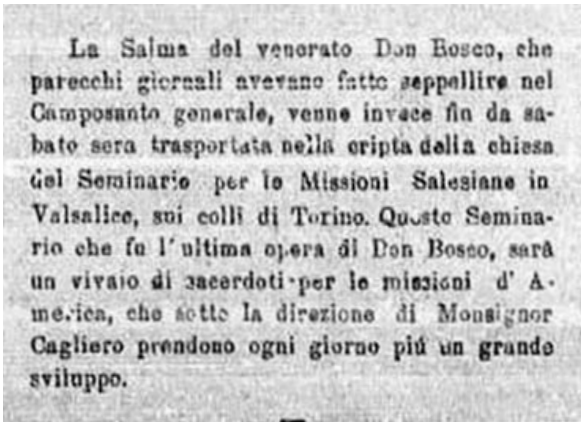 La Salma del venerato Don Bosco, che
parecchi giornali avevano fatto seppellire nel
Camposanto generale, venne invece fin da sa-
bato sera trasportata nella cripta della chiesa
del Seminario per le Missioni Salesiane in
Valsalice, sui colli di Torino. Questo Semina-
rio che fu l'ultima opera di Don Bosco, sarà
un vivaio di sacerdoti per le missioni d' A-
merica, che sotto la direzione di Monsignor
Cagliero prendono ogni giorno piú un grande
sviluppo.